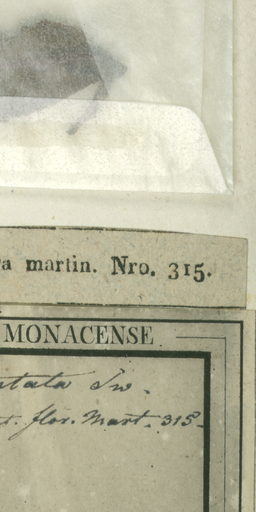 a martin. Nro. 315.
MONACENSE
tata Sw.
flor. Mart. 315.